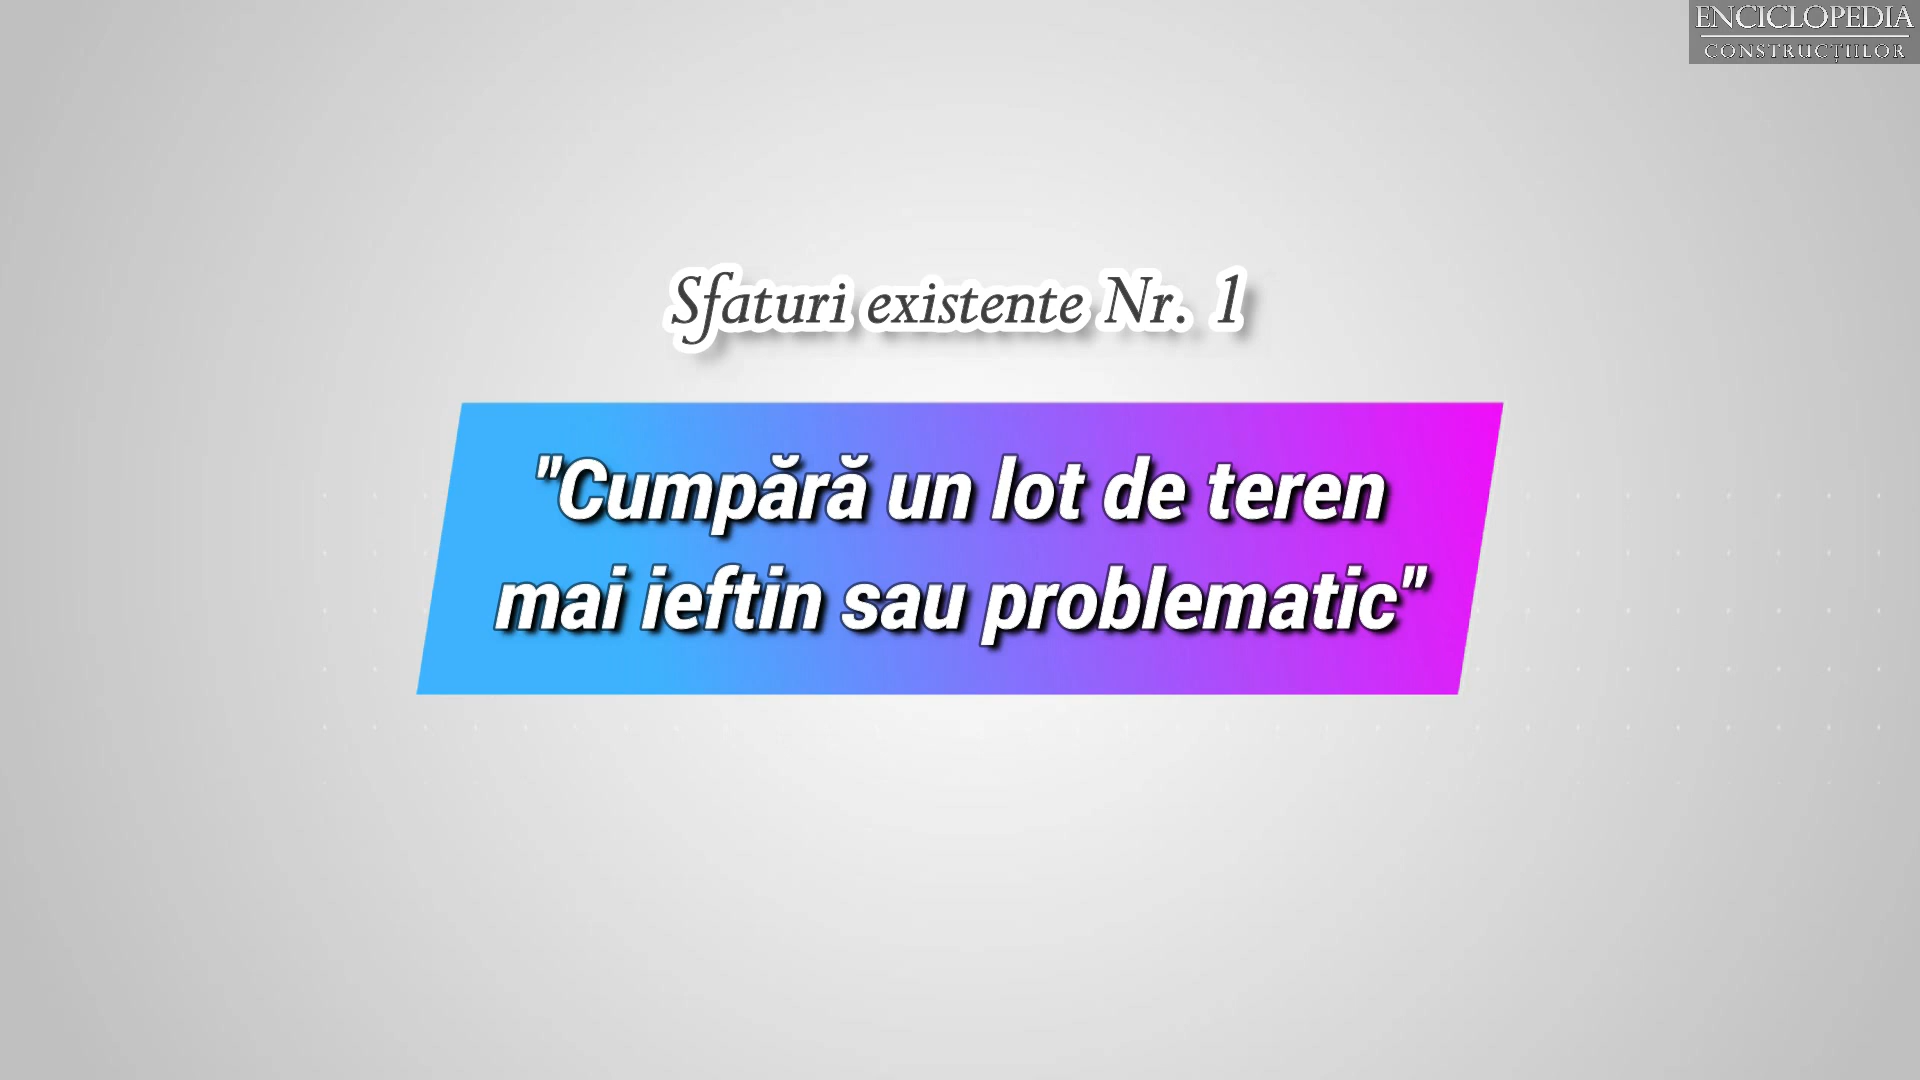 ENCICLOPEDIA
CONSTRUCȚIILOR
Sfaturi existente Nr. 1
"Cumpără un lot de teren
mai ieftin sau problematic"